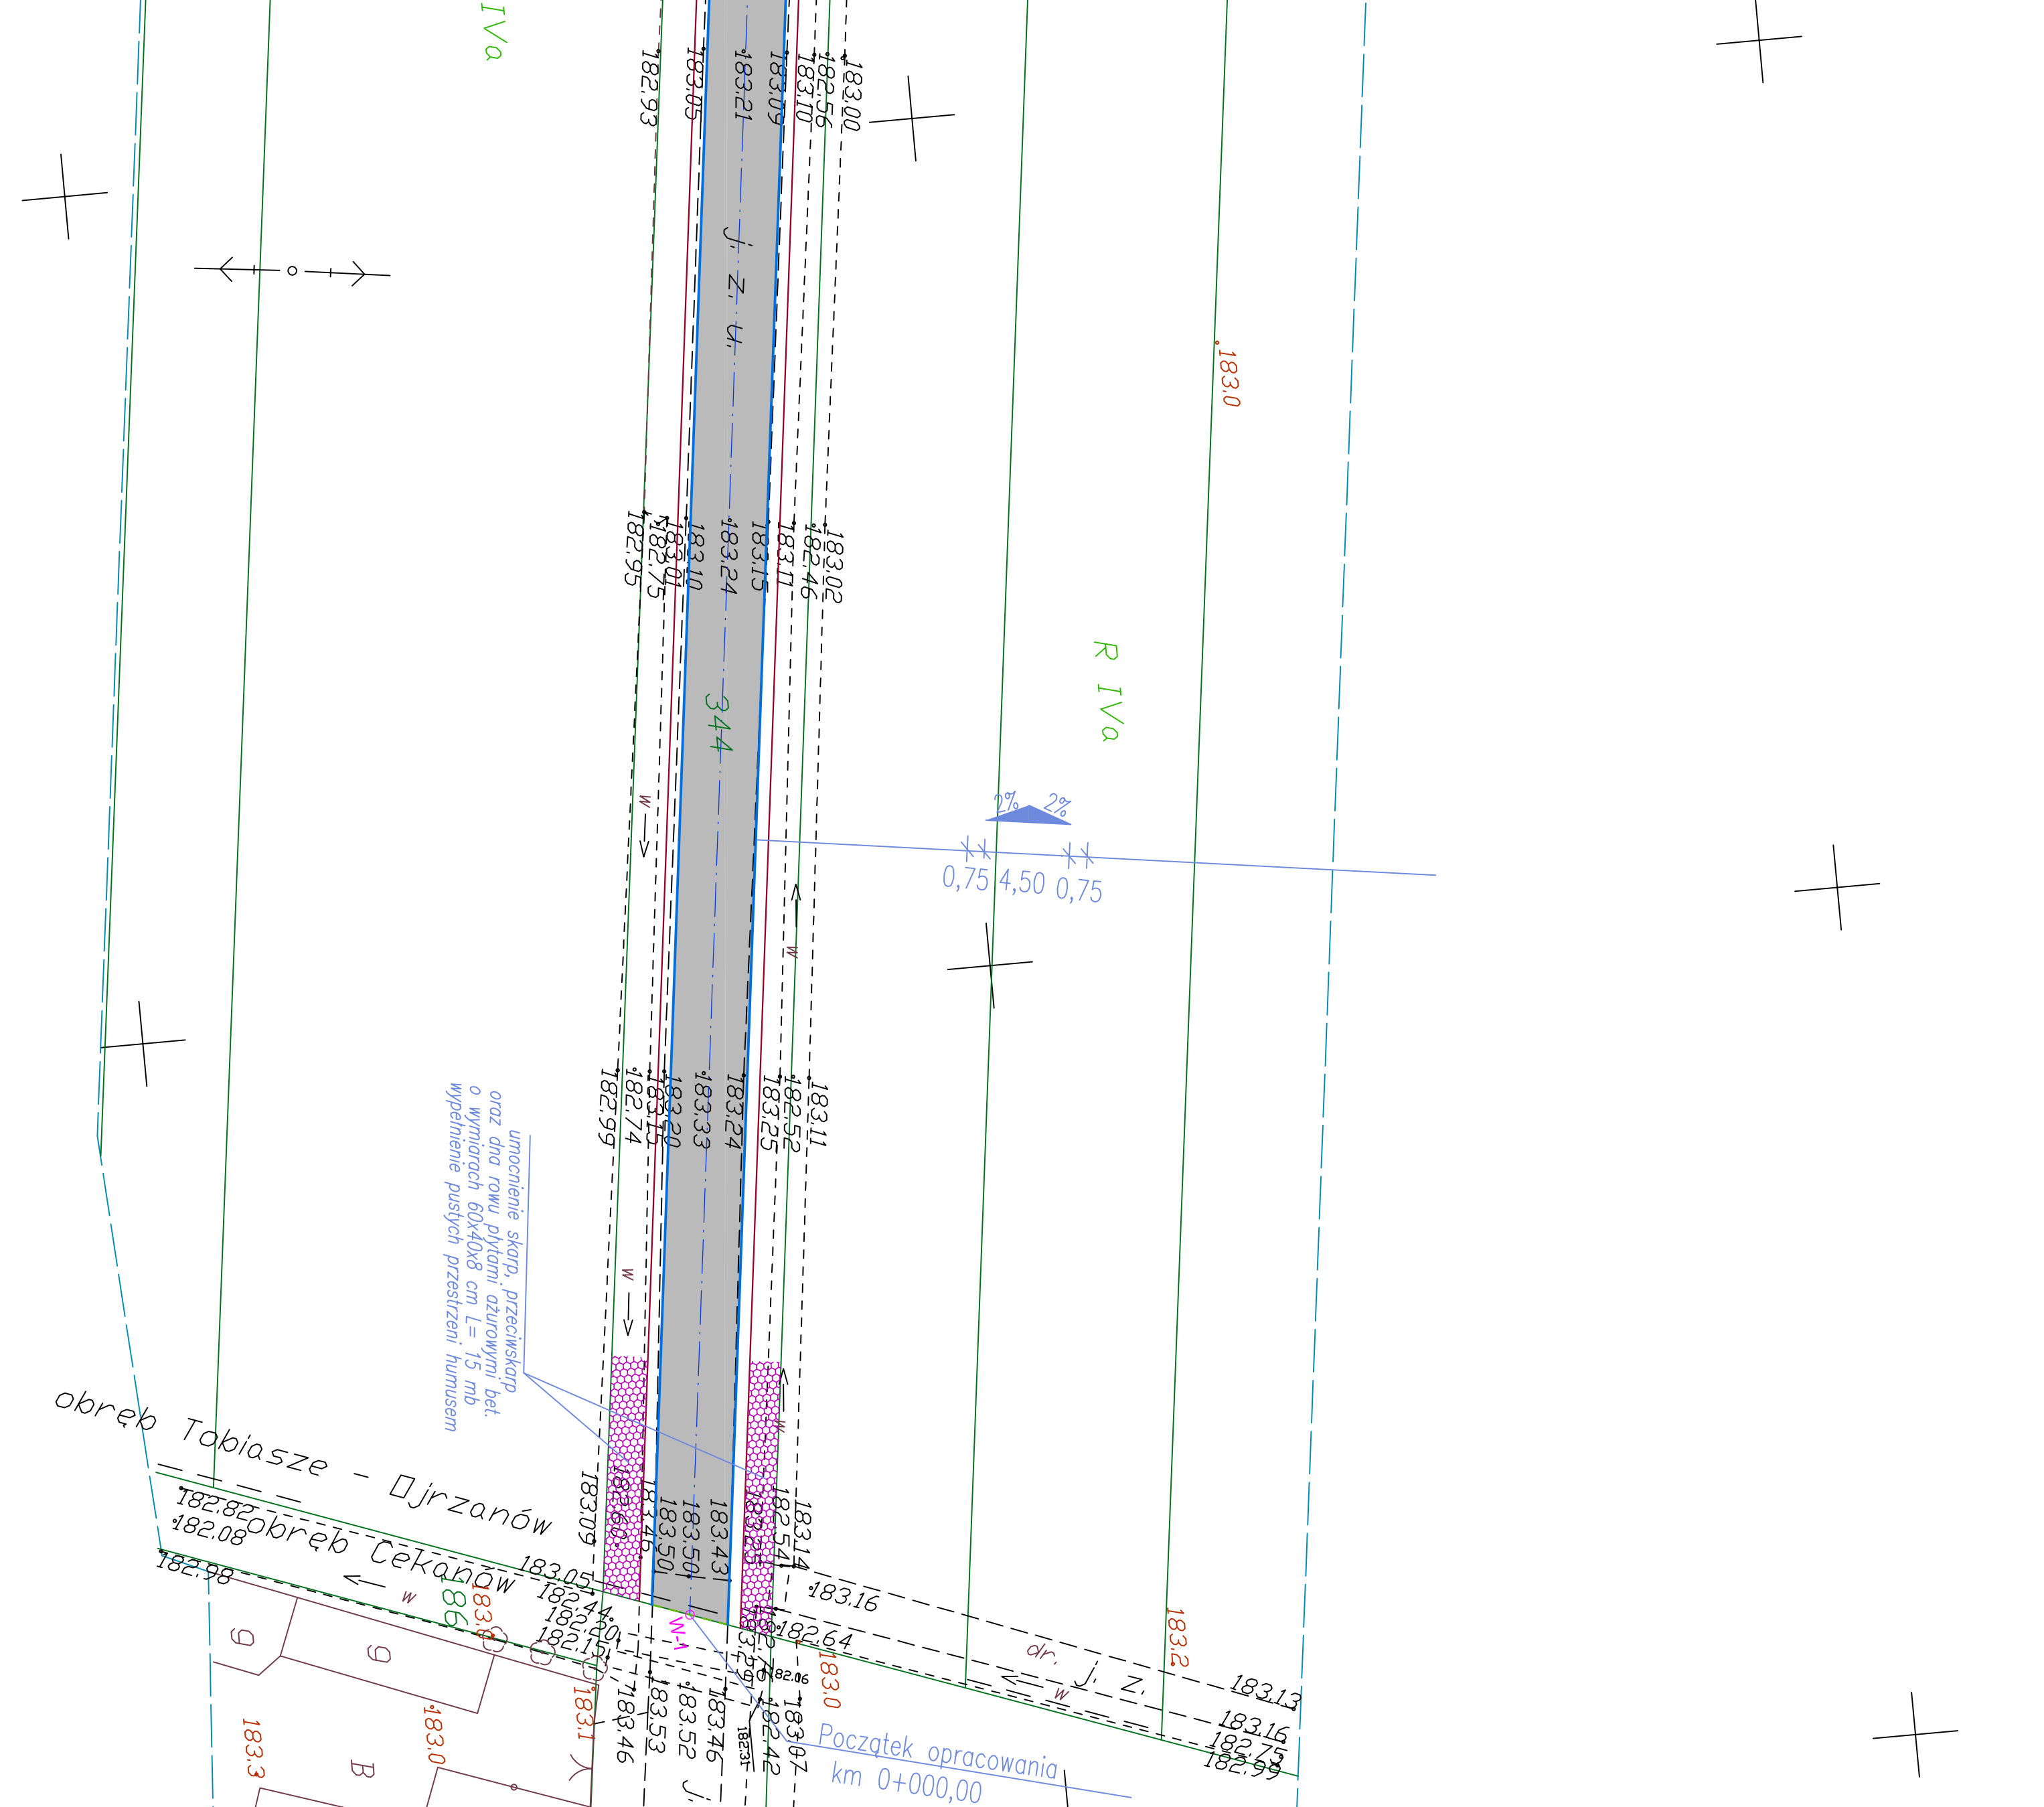 IVa
182.93
183.05
183.21
183.09
183.10
182.56
183.00
j. z. u.
183.0
182.95
182.75
183.01
183.10
183.24
183.15
183.11
182.46
183.02
R IVa
344
2% 2%
0,75 4,50 0,75
w
w
182.99
182.74
183.15
183.20
183.33
183.24
183.25
182.52
183.11
umocnienie skarp, przeciwskarp
oraz dna rowu płytami ażurowymi bet.
o wymiarach 60x40x8 cm L= 15 mb
wypełnienie pustych przestrzeni humusem
w
w
obręb Tobiasze - Ojrzanów
obręb Cekanów
182.82
182.08
182.98
183.09
182.60
183.46
183.50
183.50
183.43
182.54
183.14
183.05
182.44
182.15
183.16
182.64
w
186
W-1
182.06
183.0
dr. j. z.
w
183.2
183.13
183.16
182.75
182.99
g
g
B
183.3
183.0
183.1
183.46
183.53
183.52
183.46
182.31
182.42
183.07
j.
Początek opracowania
km 0+000,00